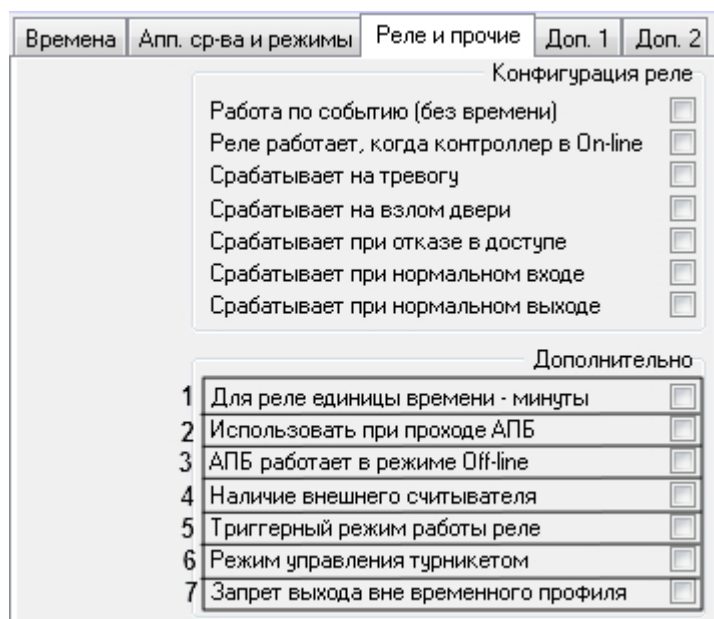 Времена Апп. ср-ва и режимы Реле и прочие Доп. 1 Доп. 2
Конфигурация реле
Работа по событию (без времени)
Реле работает, когда контроллер в On-line
Срабатывает на тревогу
Срабатывает на взлом двери
Срабатывает при отказе в доступе
Срабатывает при нормальном входе
Срабатывает при нормальном выходе
Дополнительно
1 Для реле единицы времени - минуты
2 Использовать при проходе АПБ
3 АПБ работает в режиме Off-line
4 Наличие внешнего считывателя
5 Триггерный режим работы реле
6 Режим управления турникетом
7 Запрет выхода вне временного профиля